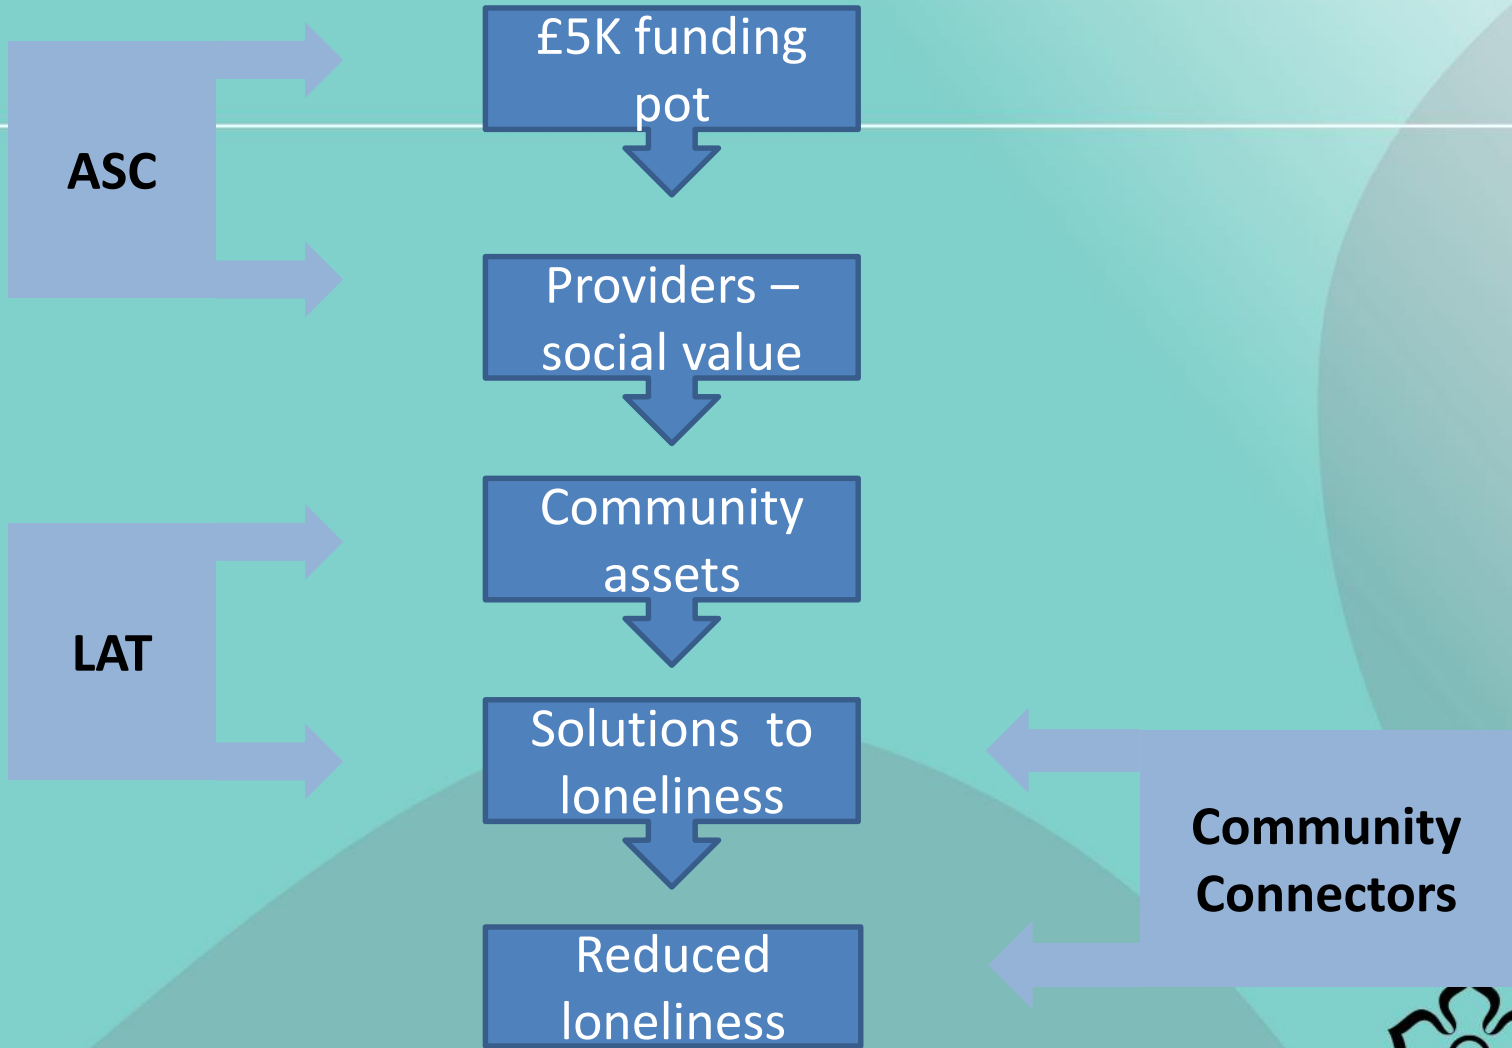 £5K funding
pot
ASC
Providers –
social value
Community
assets
LAT
Solutions to
loneliness
Community
Connectors
Reduced
loneliness